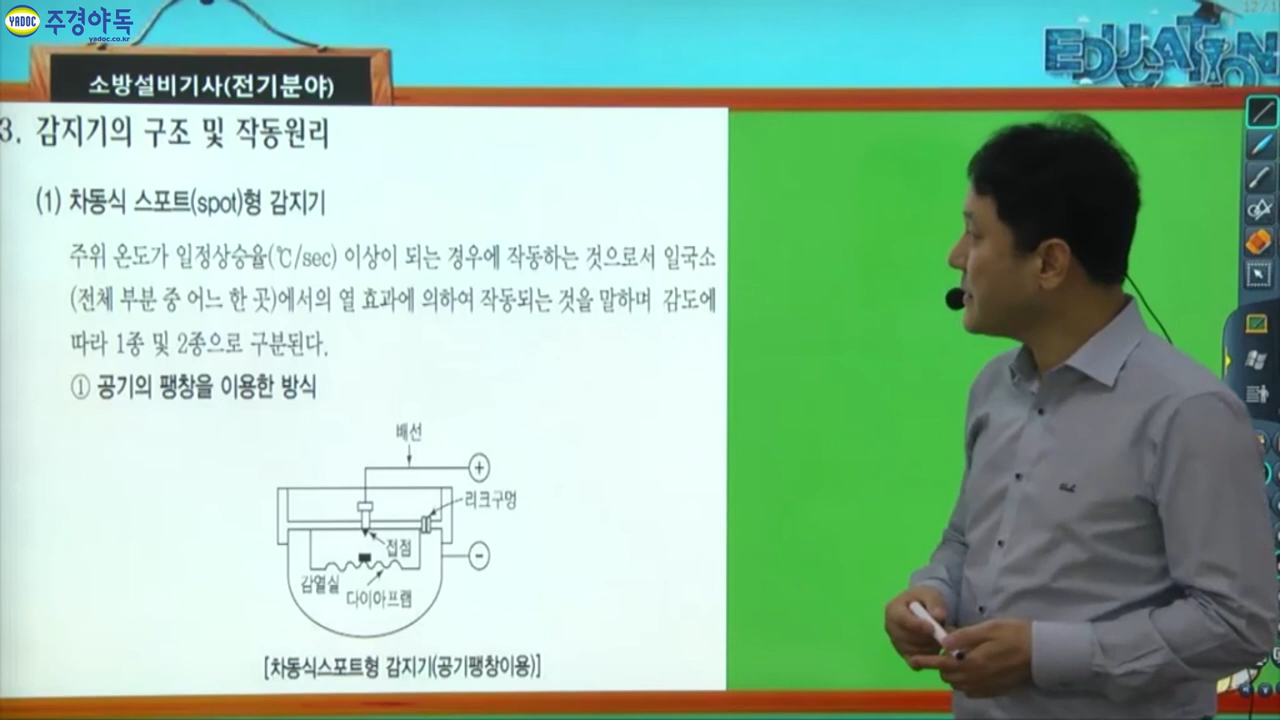 YADOC 주경야독
yadoc.co.kr
EDUCATION
소방설비기사(전기분야)
3. 감지기의 구조 및 작동원리
(1) 차동식 스포트(spot)형 감지기
주위 온도가 일정상승율(℃/sec) 이상이 되는 경우에 작동하는 것으로서 일국소
(전체 부분 중 어느 한 곳)에서의 열 효과에 의하여 작동되는 것을 말하며 감도에
따라 1종 및 2종으로 구분된다.
① 공기의 팽창을 이용한 방식
배선
+
리크구멍
접점
-
감열실
다이아프램
[차동식스포트형 감지기(공기팽창이용)]